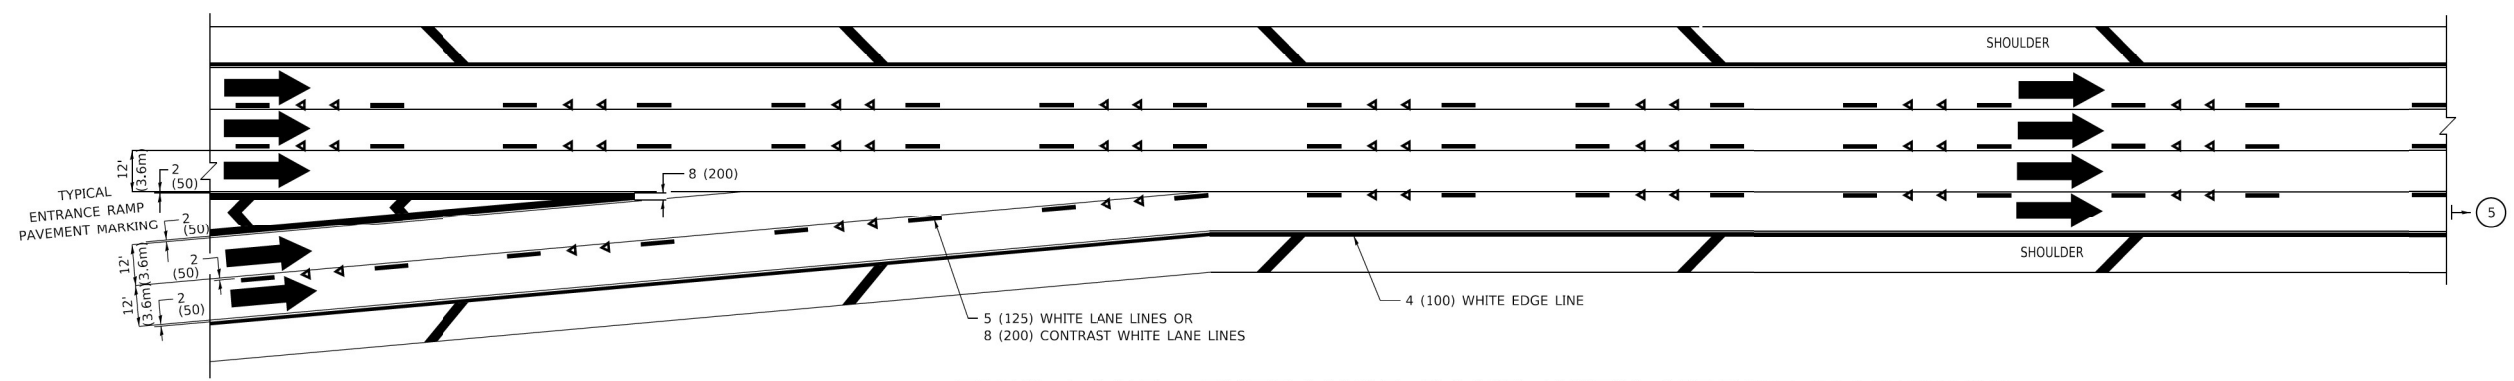 SHOULDER
12'
(3.6m)
2
(50)
8 (200)
TYPICAL
ENTRANCE RAMP
PAVEMENT MARKING
2
(50)
5
12'
(3.6m)
2
(50)
SHOULDER
12'
(3.6m)
2
(50)
4 (100) WHITE EDGE LINE
5 (125) WHITE LANE LINES OR
8 (200) CONTRAST WHITE LANE LINES